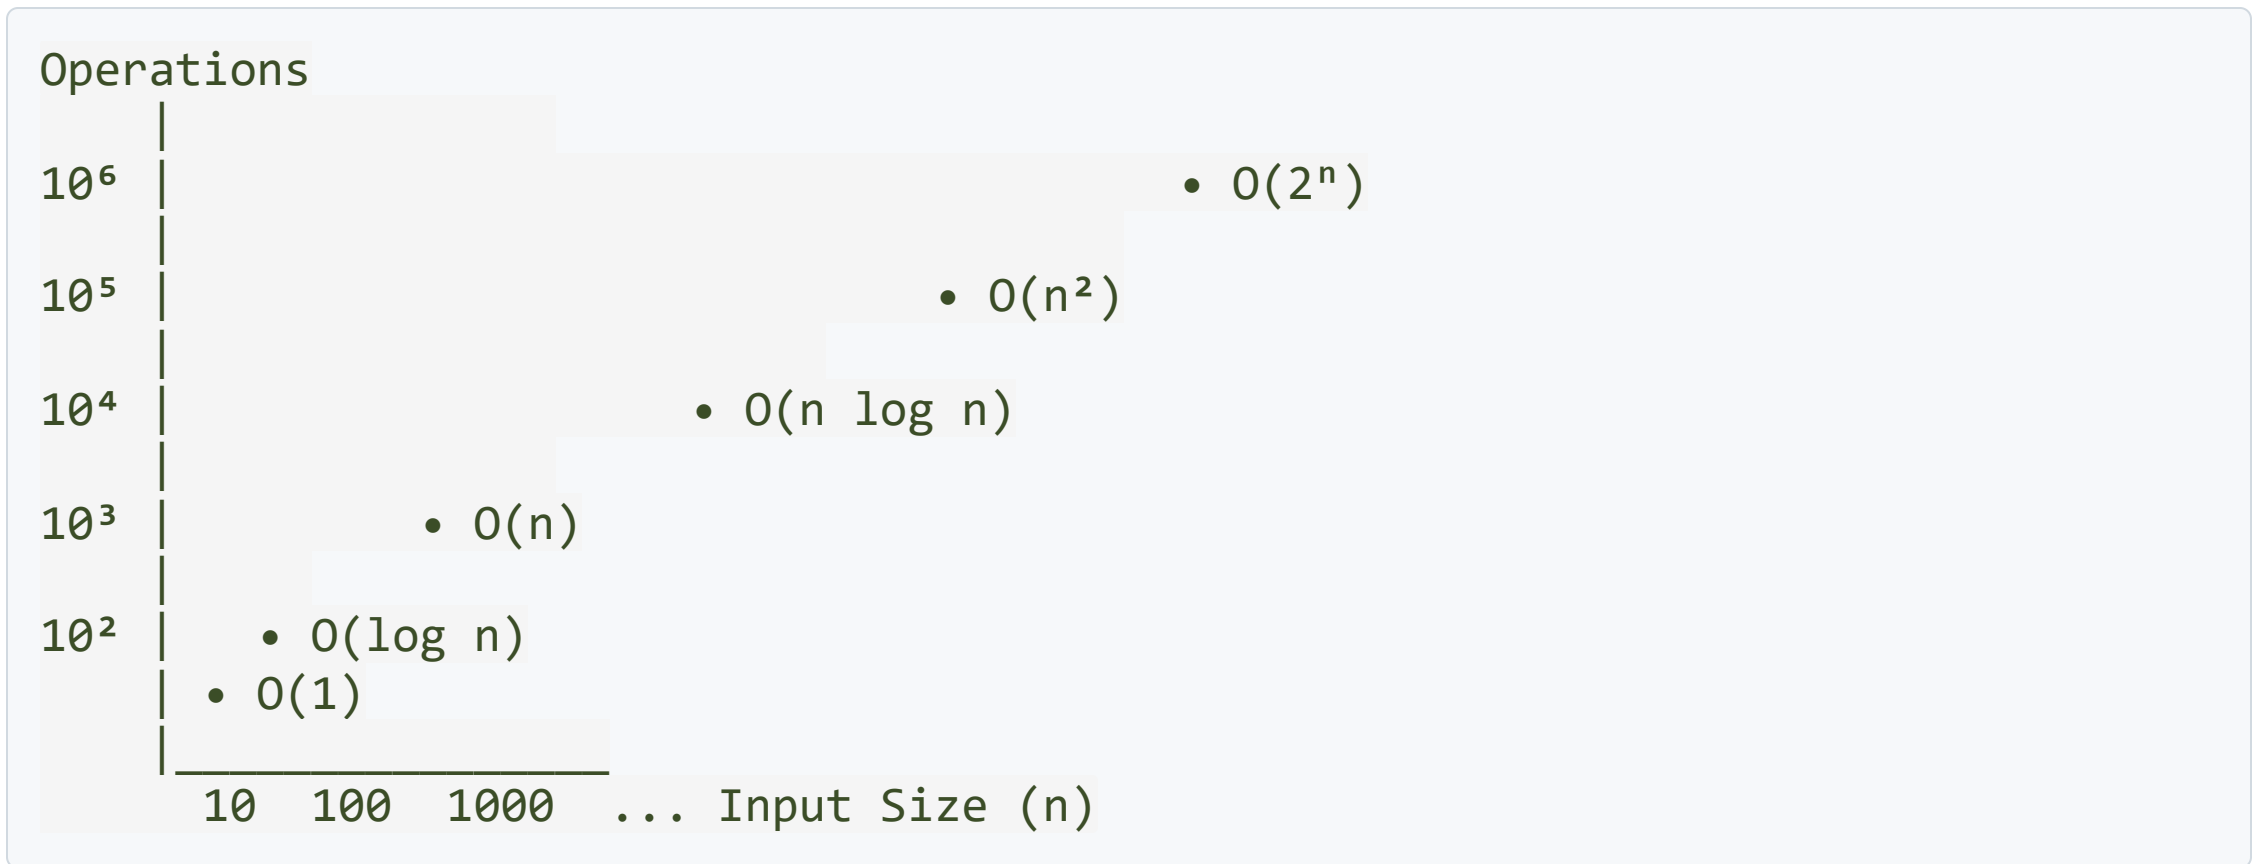 Operations
|
10⁶ | • O(2ⁿ)
|
10⁵ | • O(n²)
|
10⁴ | • O(n log n)
|
10³ | • O(n)
|
10² | • O(log n)
| • O(1)
|________________
10 100 1000 ... Input Size (n)